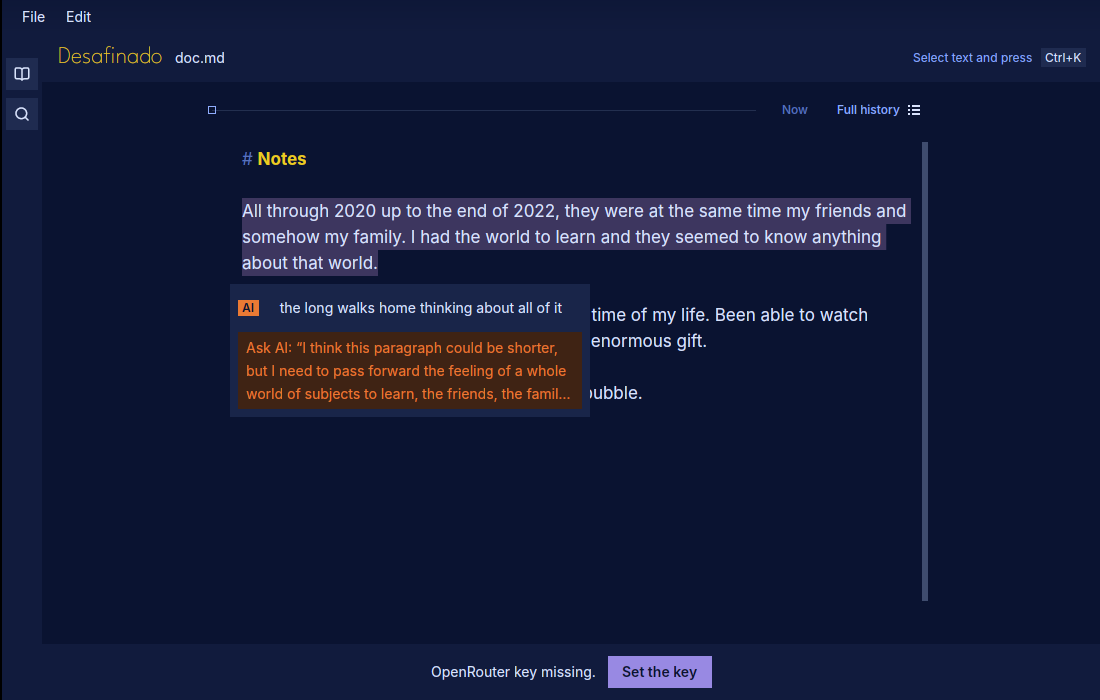 File Edit
Desafinado doc.md
Select text and press Ctrl+K
Now Full history
# Notes
All through 2020 up to the end of 2022, they were at the same time my friends and
somehow my family. I had the world to learn and they seemed to know anything
about that world.
AI the long walks home thinking about all of it
time of my life. Been able to watch
Ask AI: “I think this paragraph could be shorter,
enormous gift.
but I need to pass forward the feeling of a whole
world of subjects to learn, the friends, the famil...
bubble.
OpenRouter key missing. Set the key